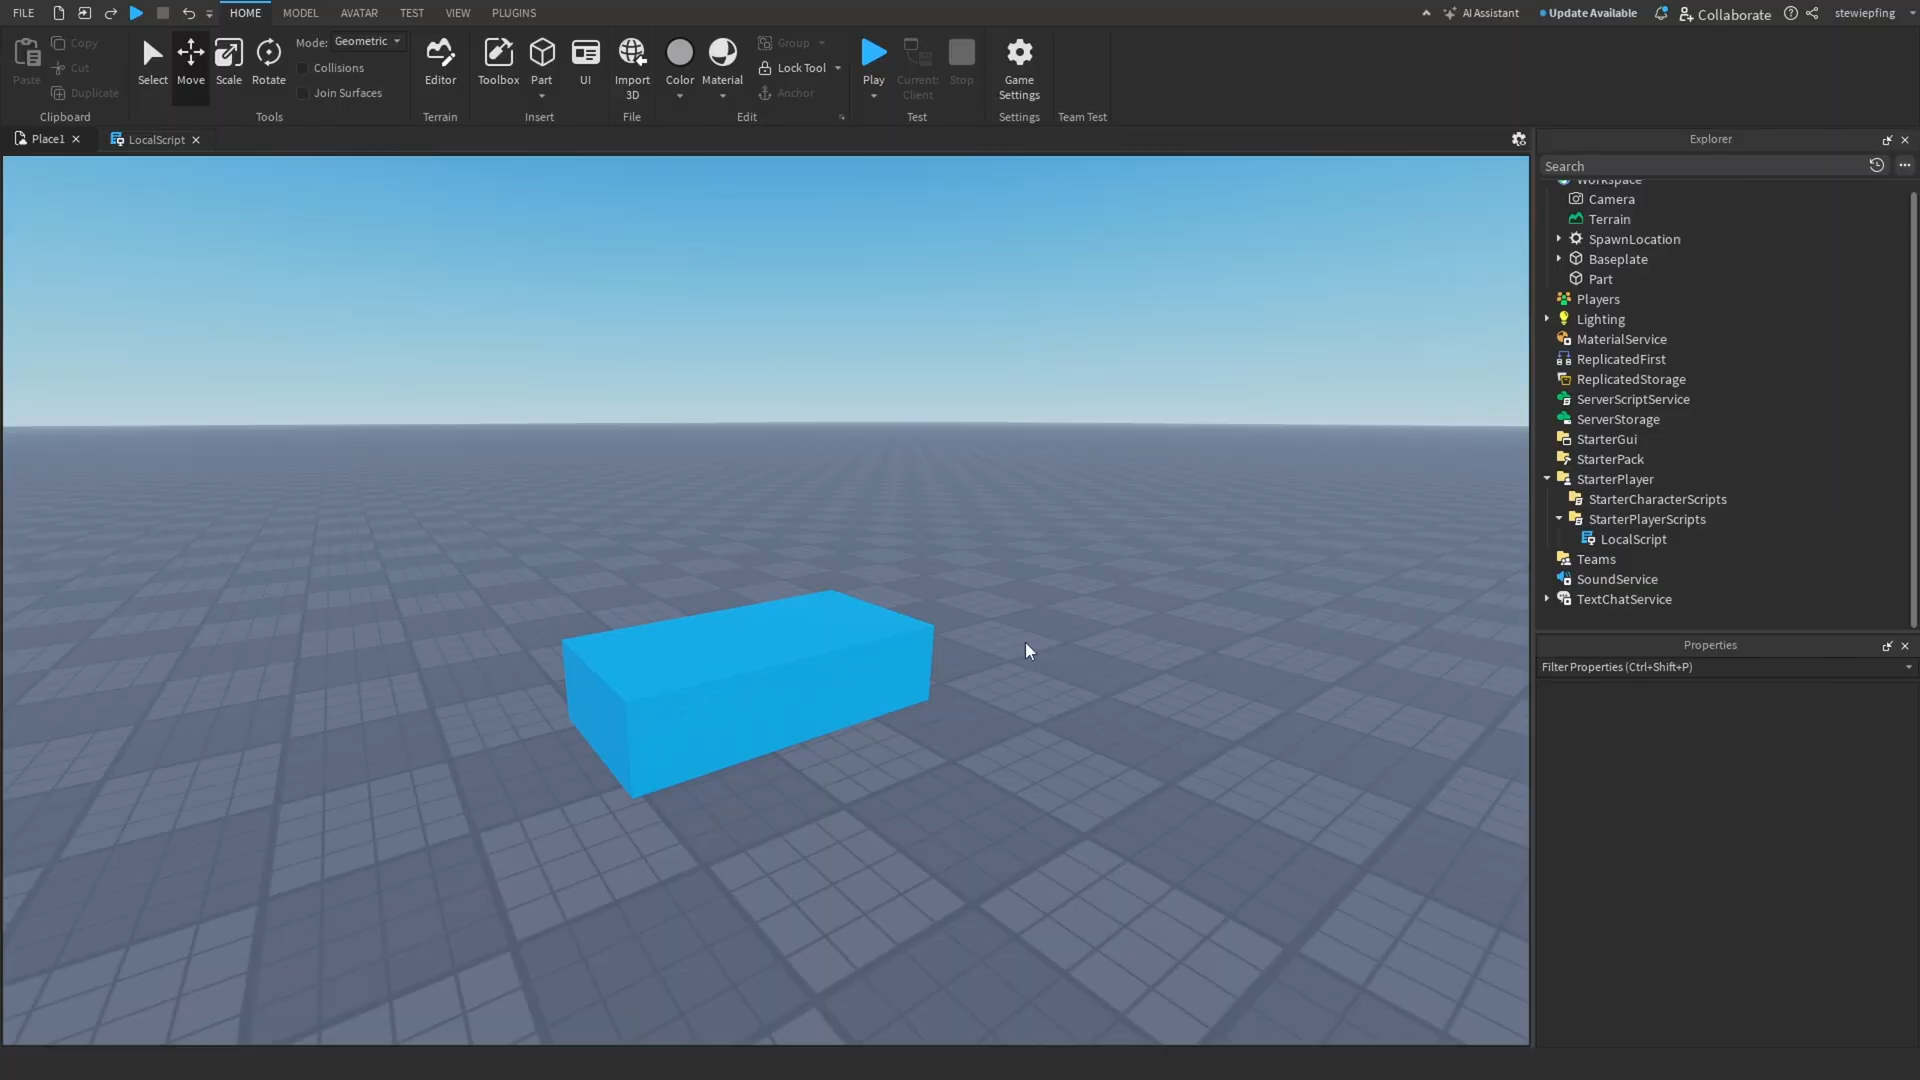 FILE HOME MODEL AVATAR TEST VIEW PLUGINS AI Assistant Update Available Collaborate stewiepfing
Paste Copy Cut Duplicate
Clipboard
Select Move Scale Rotate
Mode: Geometric
Collisions
Join Surfaces
Tools
Editor
Terrain
Toolbox Part UI
Insert
Import
3D
File
Color Material
Group
Lock Tool
Anchor
Edit
Play
Current:
Client
Stop
Test
Game
Settings
Settings
Team Test
Place1 LocalScript
Explorer
Search
Workspace
Camera
Terrain
SpawnLocation
Baseplate
Part
Players
Lighting
MaterialService
ReplicatedFirst
ReplicatedStorage
ServerScriptService
ServerStorage
StarterGui
StarterPack
StarterPlayer
StarterCharacterScripts
StarterPlayerScripts
LocalScript
Teams
SoundService
TextChatService
Properties
Filter Properties (Ctrl+Shift+P)